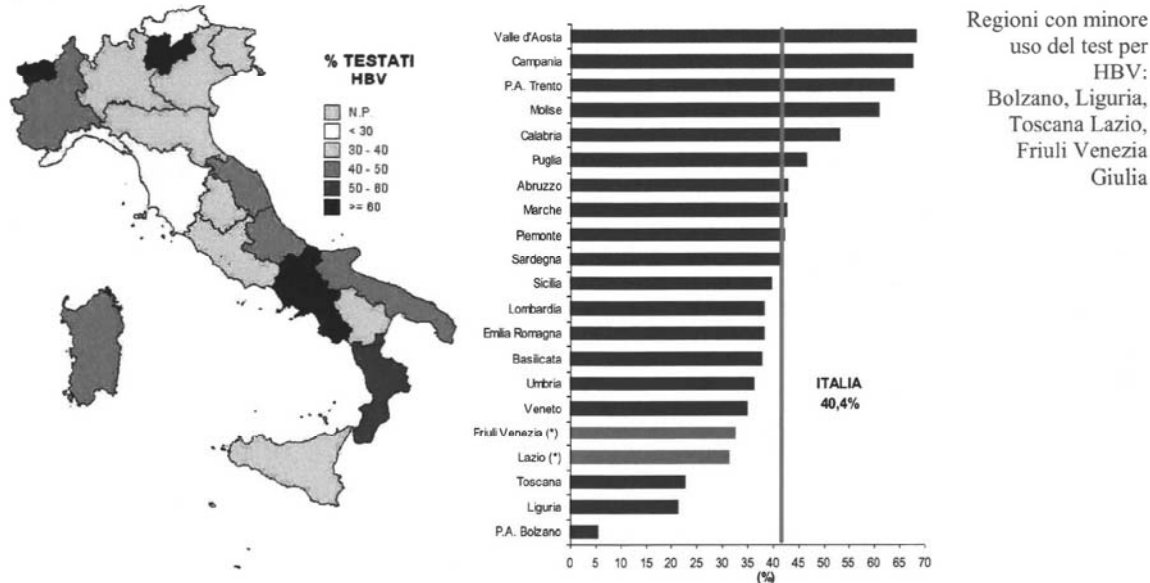 % TESTATI
HBV
N.P.
< 30
30 - 40
40 - 50
50 - 60
>= 60
Valle d'Aosta
Campania
P.A. Trento
Molise
Calabria
Puglia
Abruzzo
Marche
Piemonte
Sardegna
Sicilia
Lombardia
Emilia Romagna
Basilicata
Umbria
Veneto
Friuli Venezia (*)
Lazio (*)
Toscana
Liguria
P.A. Bolzano
ITALIA
40,4%
0 5 10 15 20 25 30 35 40 45 50 55 60 65 70
(%)
Regioni con minore
uso del test per
HBV:
Bolzano, Liguria,
Toscana Lazio,
Friuli Venezia
Giulia